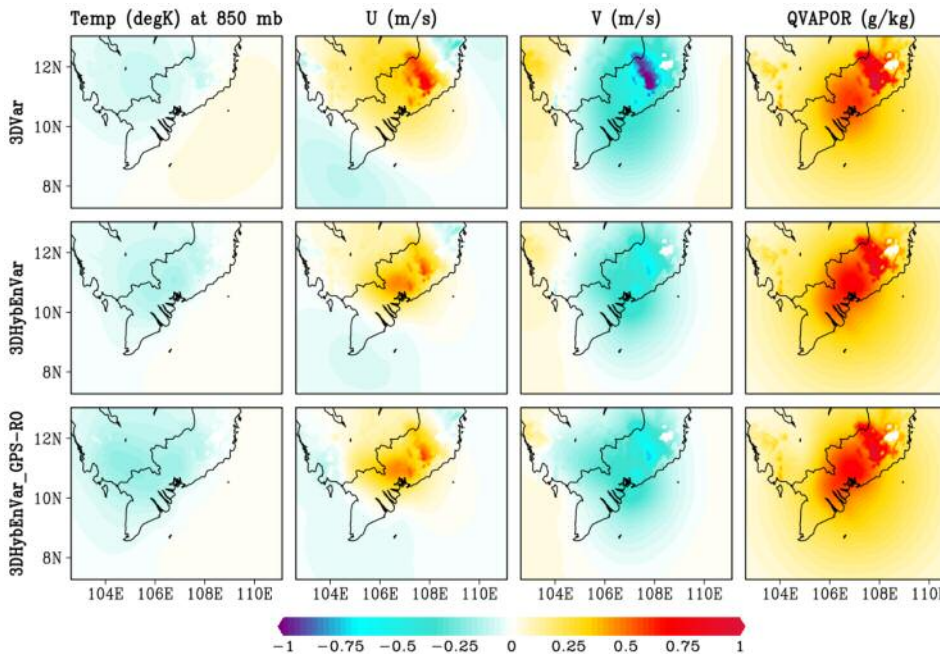 Temp (degK) at 850 mb U (m/s) V (m/s) QVAPOR (g/kg)
3DVar
12N
10N
8N
3DHybEnVar
12N
10N
8N
3DHybEnVar_GPS-RO
12N
10N
8N
104E 106E 108E 110E 104E 106E 108E 110E 104E 106E 108E 110E 104E 106E 108E 110E
-1 -0.75 -0.5 -0.25 0 0.25 0.5 0.75 1